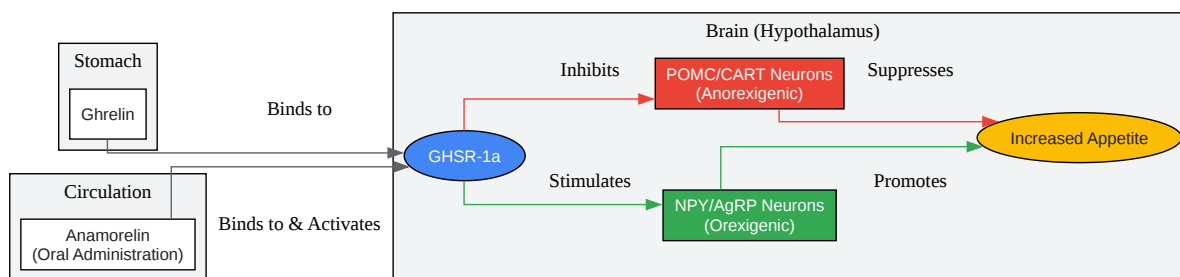 Brain (Hypothalamus)
Stomach
Ghrelin
Binds to
Inhibits
POMC/CART Neurons
(Anorexigenic)
Suppresses
GHSR-1a
Increased Appetite
Circulation
Anamorelin
(Oral Administration)
Binds to & Activates
Stimulates
NPY/AgRP Neurons
(Orexigenic)
Promotes